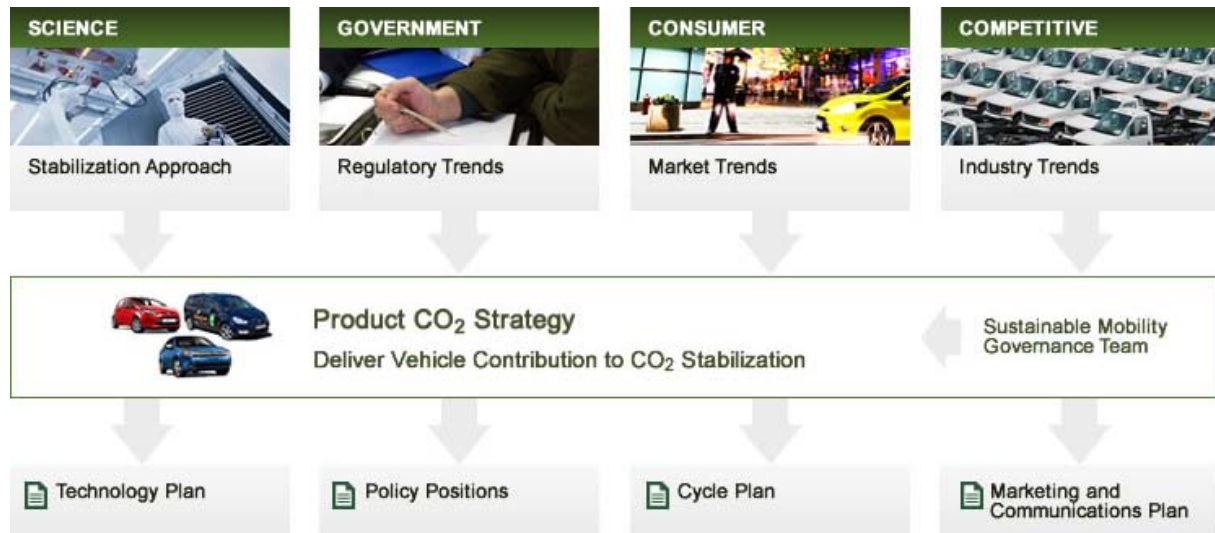 SCIENCE
GOVERNMENT
CONSUMER
COMPETITIVE
Stabilization Approach
Regulatory Trends
Market Trends
Industry Trends
Product CO₂ Strategy
Deliver Vehicle Contribution to CO₂ Stabilization
Sustainable Mobility
Governance Team
Technology Plan
Policy Positions
Cycle Plan
Marketing and
Communications Plan